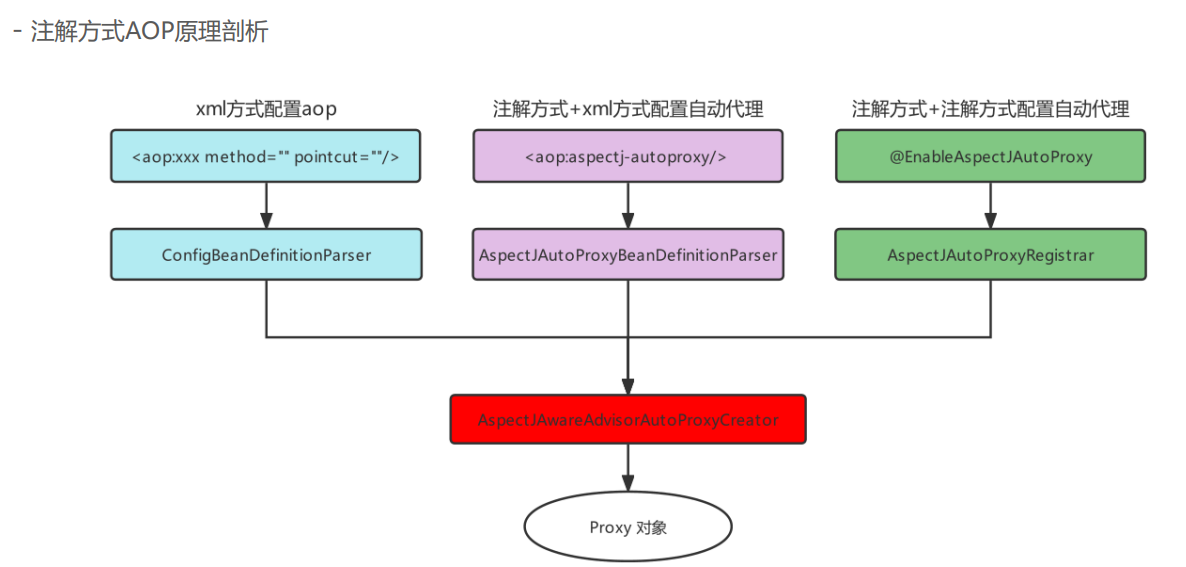 - 注解方式AOP原理剖析
xml方式配置aop
注解方式+xml方式配置自动代理
注解方式+注解方式配置自动代理
<aop:xxx method="" pointcut=""/>
<aop:aspectj-autoproxy/>
@EnableAspectJAutoProxy
ConfigBeanDefinitionParser
AspectJAutoProxyBeanDefinitionParser
AspectJAutoProxyRegistrar
AspectJAwareAdvisorAutoProxyCreator
Proxy 对象